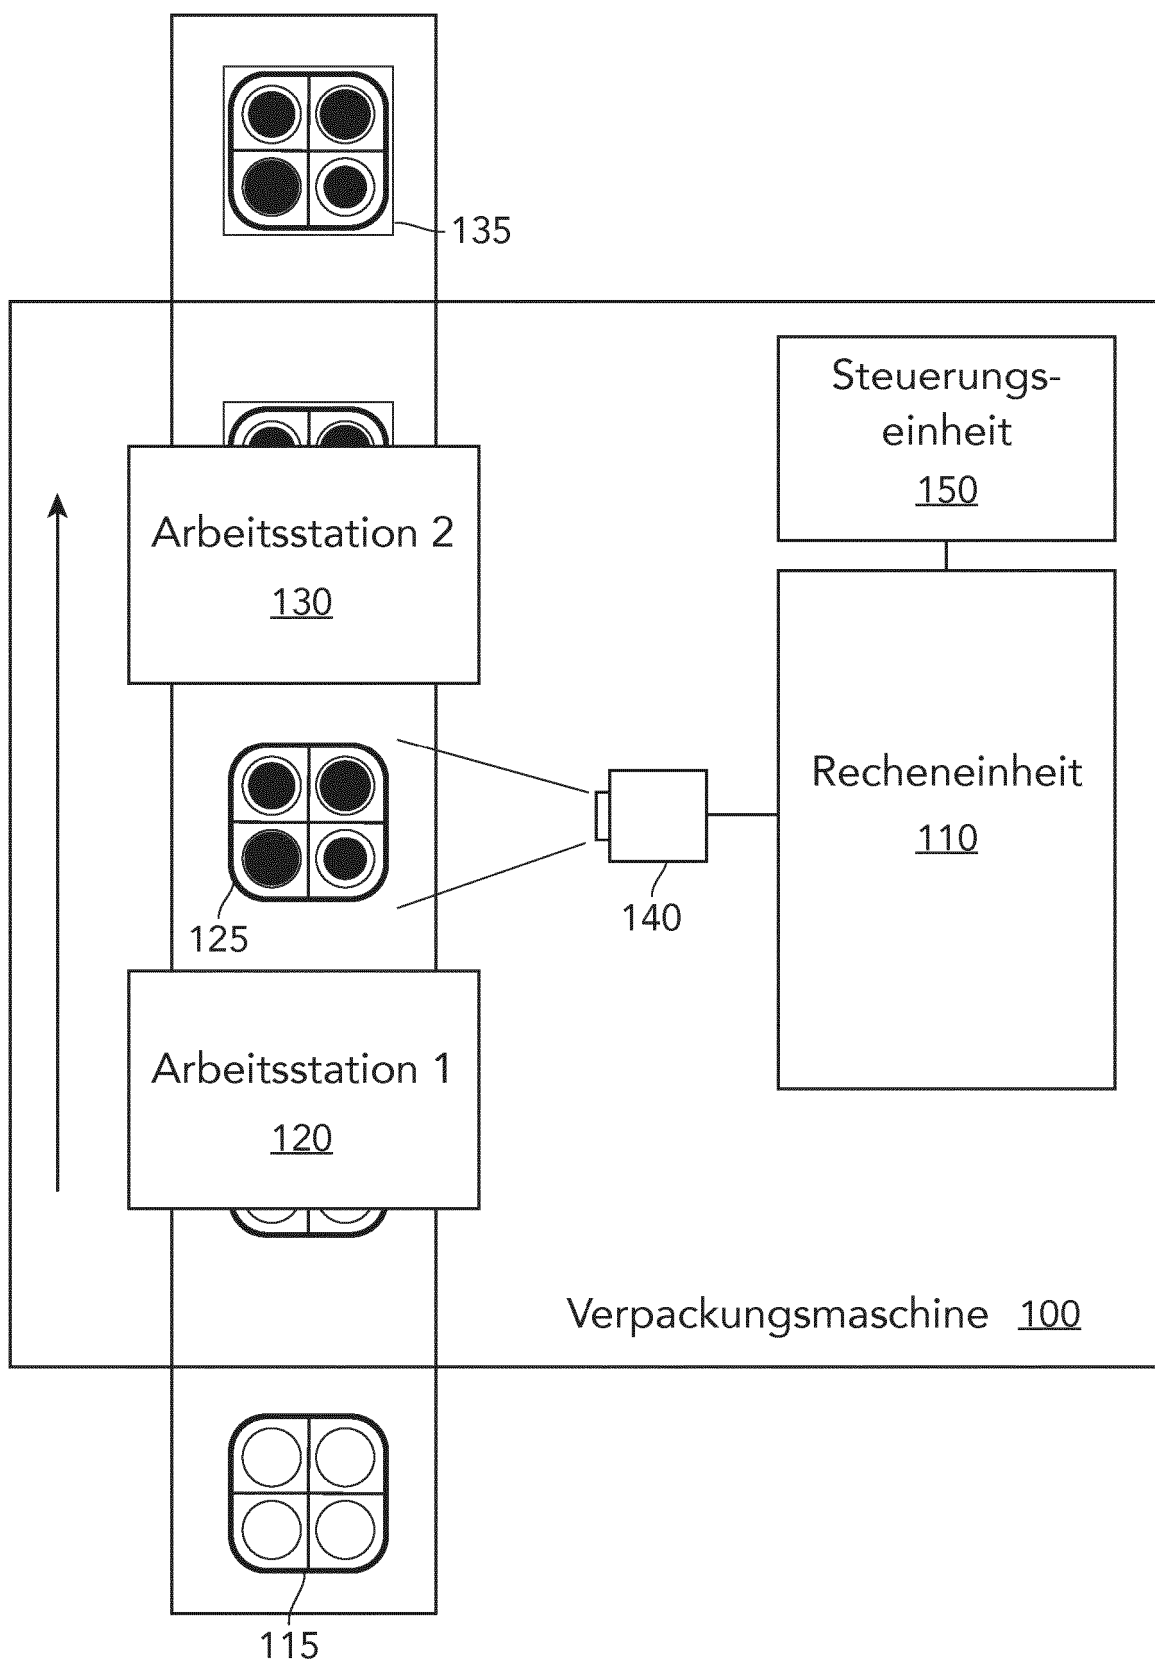 135
Steuerungs-
einheit
150
Arbeitsstation 2
130
Recheneinheit
110
140
125
Arbeitsstation 1
120
Verpackungsmaschine 100
115